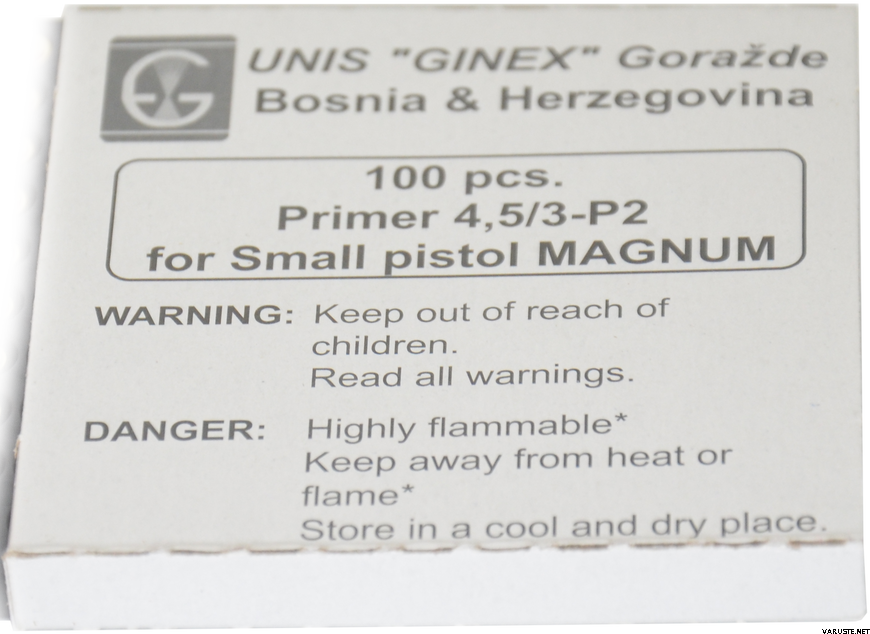 UNIS "GINEX" Goražde
Bosnia & Herzegovina
100 pcs.
Primer 4,5/3-P2
for Small pistol MAGNUM
WARNING: Keep out of reach of
children.
Read all warnings.
DANGER: Highly flammable*
Keep away from heat or
flame*
Store in a cool and dry place.
VARUSTE.NET